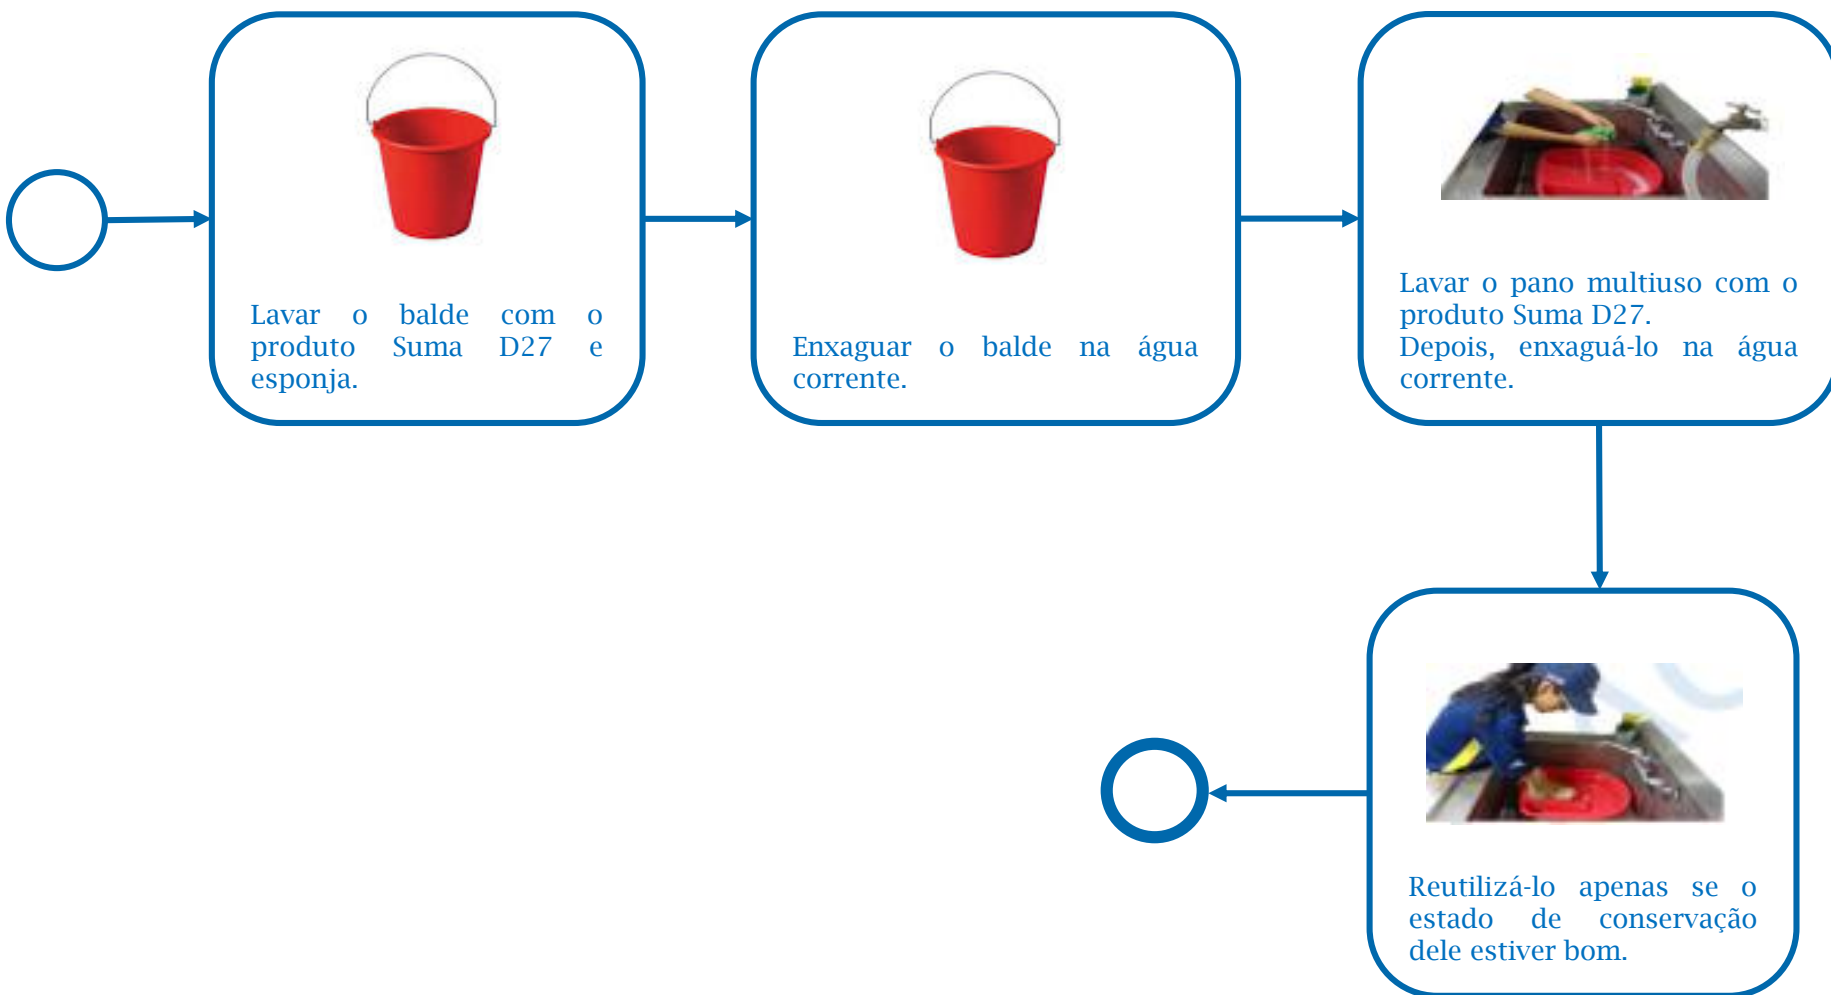 Lavar o balde com o
produto Suma D27 e
esponja.
Enxaguar o balde na água
corrente.
Lavar o pano multiuso com o
produto Suma D27.
Depois, enxaguá-lo na água
corrente.
Reutilizá-lo apenas se o
estado de conservação
dele estiver bom.